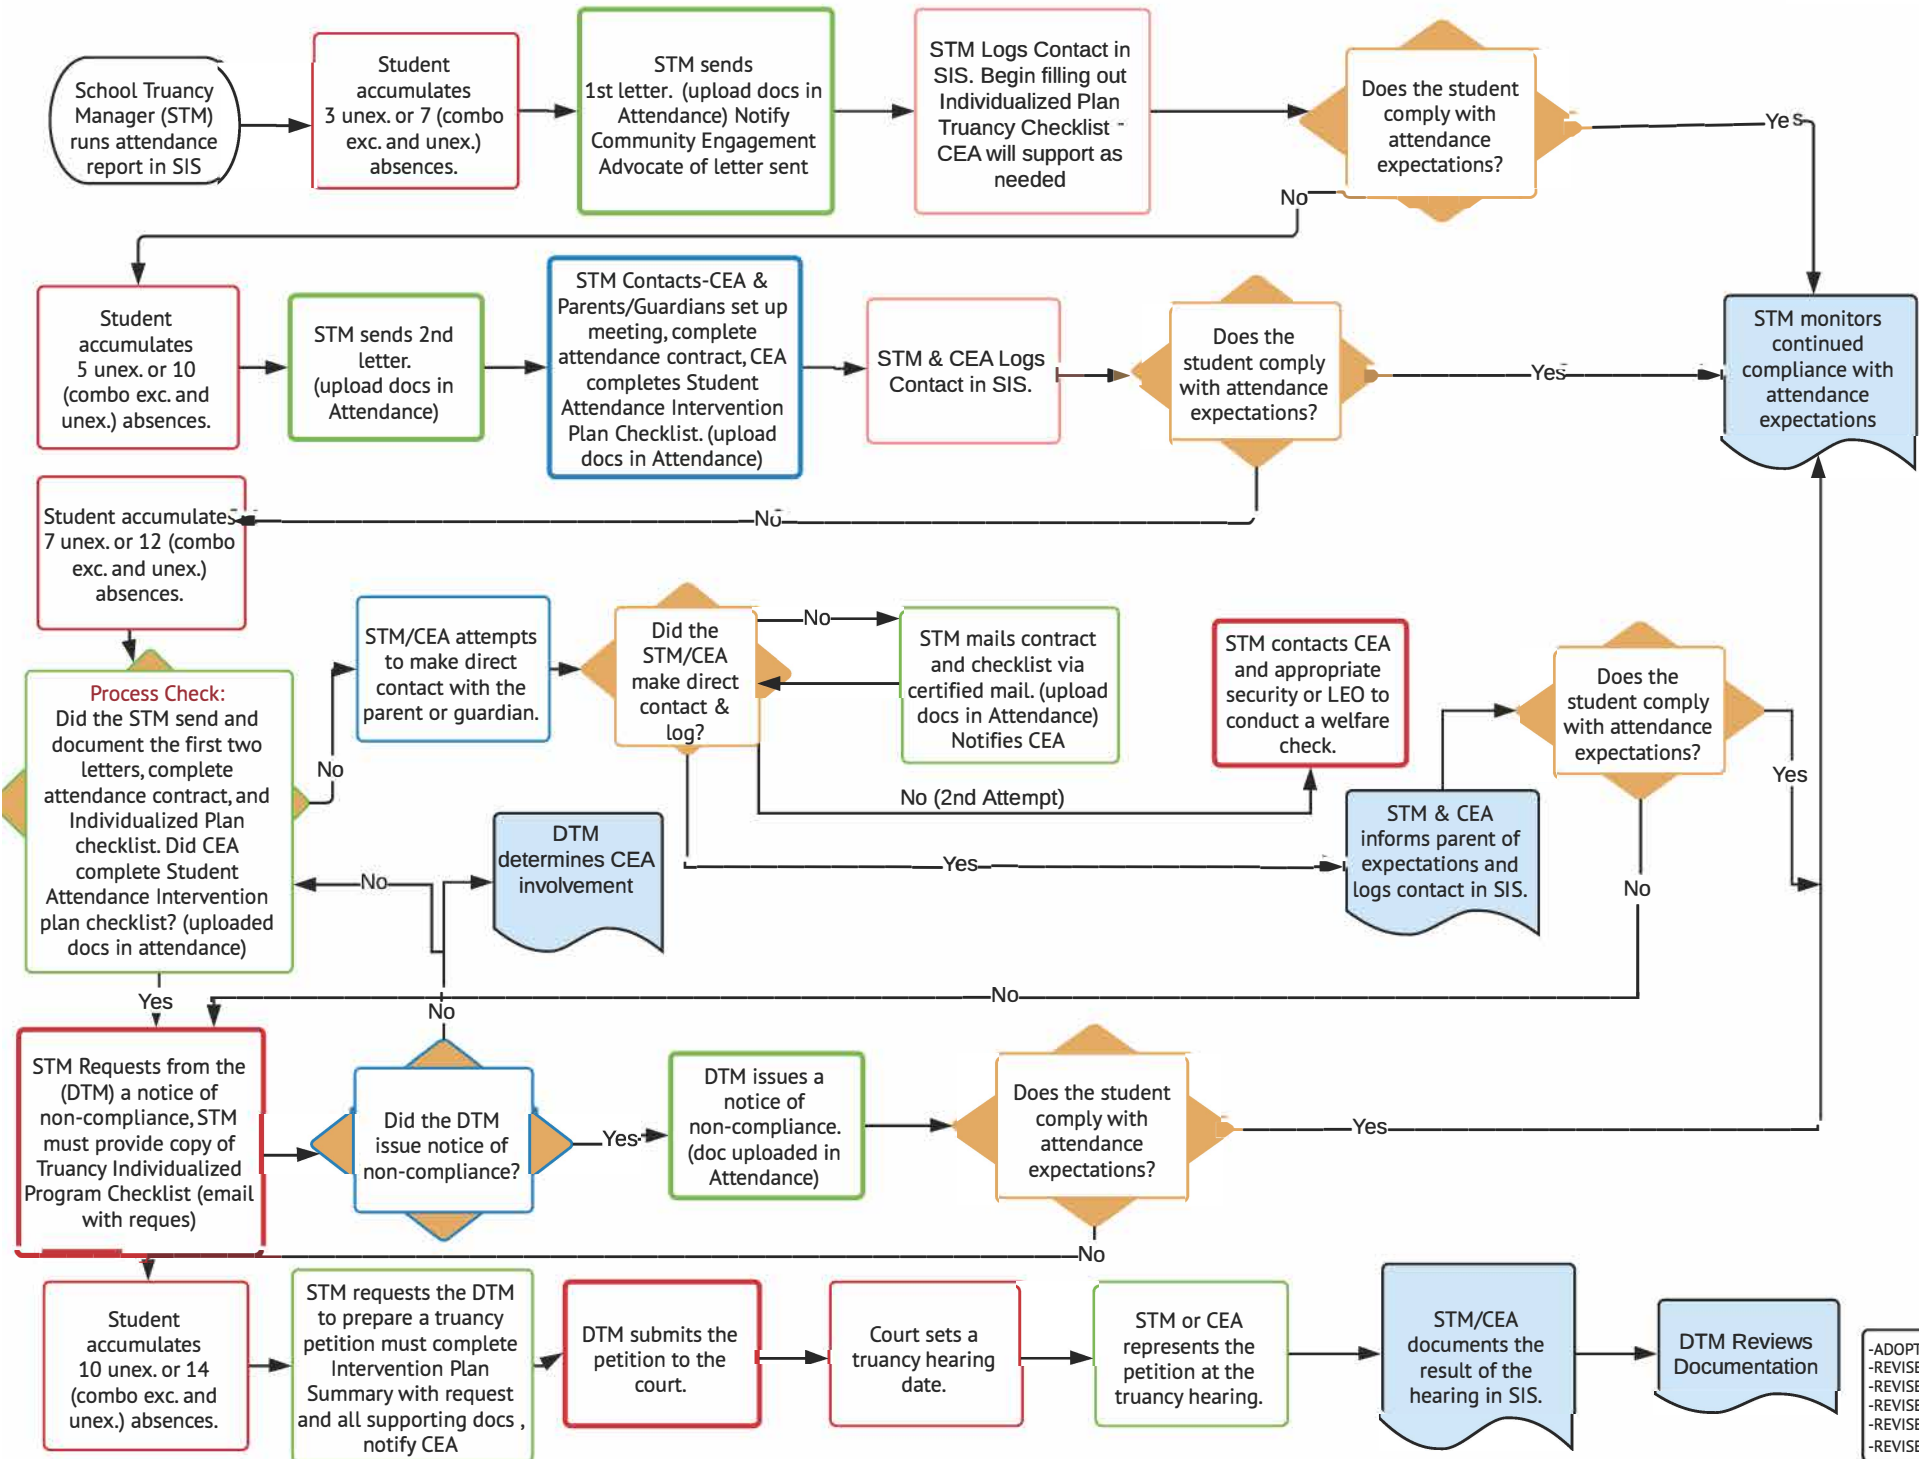 School Truancy
Manager (STM)
runs attendance
report in SIS
Student
accumulates
3 unex. or 7 (combo
exc. and unex.)
absences.
STM sends
1st letter. (upload docs in
Attendance) Notify
Community Engagement
Advocate of letter sent
STM Logs Contact in
SIS. Begin filling out
Individualized Plan
Truancy Checklist -
CEA will support as
needed
Does the student
comply with
attendance
expectations?
Yes
No
Student
accumulates
5 unex. or 10
(combo exc. and
unex.) absences.
STM sends 2nd
letter.
(upload docs in
Attendance)
STM Contacts-CEA &
Parents/Guardians set up
meeting, complete
attendance contract, CEA
completes Student
Attendance Intervention
Plan Checklist. (upload
docs in Attendance)
STM & CEA Logs
Contact in SIS.
Does the
student comply
with attendance
expectations?
Yes
STM monitors
continued
compliance with
attendance
expectations
No
Student accumulates
7 unex. or 12 (combo
exc. and unex.)
absences.
Process Check:
Did the STM send and
document the first two
letters, complete
attendance contract, and
Individualized Plan
checklist. Did CEA
complete Student
Attendance Intervention
plan checklist? (uploaded
docs in attendance)
No
STM/CEA attempts
to make direct
contact with the
parent or guardian.
Did the
STM/CEA
make direct
contact &
log?
No
STM mails contract
and checklist via
certified mail. (upload
docs in Attendance)
Notifies CEA
No (2nd Attempt)
STM contacts CEA
and appropriate
security or LEO to
conduct a welfare
check.
Yes
STM & CEA
informs parent of
expectations and
logs contact in SIS.
Does the
student comply
with attendance
expectations?
Yes
No
DTM
determines CEA
involvement
No
Yes
No
No
STM Requests from the
(DTM) a notice of
non-compliance, STM
must provide copy of
Truancy Individualized
Program Checklist (email
with reques)
Did the DTM
issue notice of
non-compliance?
Yes
DTM issues a
notice of
non-compliance.
(doc uploaded in
Attendance)
Does the student
comply with
attendance
expectations?
Yes
No
Student
accumulates
10 unex. or 14
(combo exc. and
unex.) absences.
STM requests the DTM
to prepare a truancy
petition must complete
Intervention Plan
Summary with request
and all supporting docs ,
notify CEA
DTM submits the
petition to the
court.
Court sets a
truancy hearing
date.
STM or CEA
represents the
petition at the
truancy hearing.
STM/CEA
documents the
result of the
hearing in SIS.
DTM Reviews
Documentation
-ADOPT
-REVISE
-REVISE
-REVISE
-REVISE
-REVISE